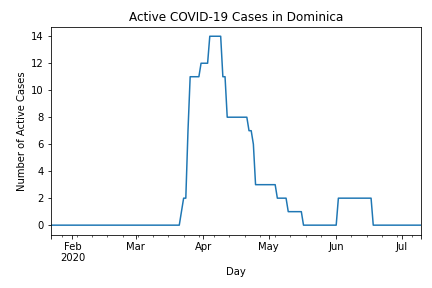 Active COVID-19 Cases in Dominica
Number of Active Cases
14
12
10
8
6
4
2
0
Feb
2020
Mar
Apr
May
Jun
Jul
Day